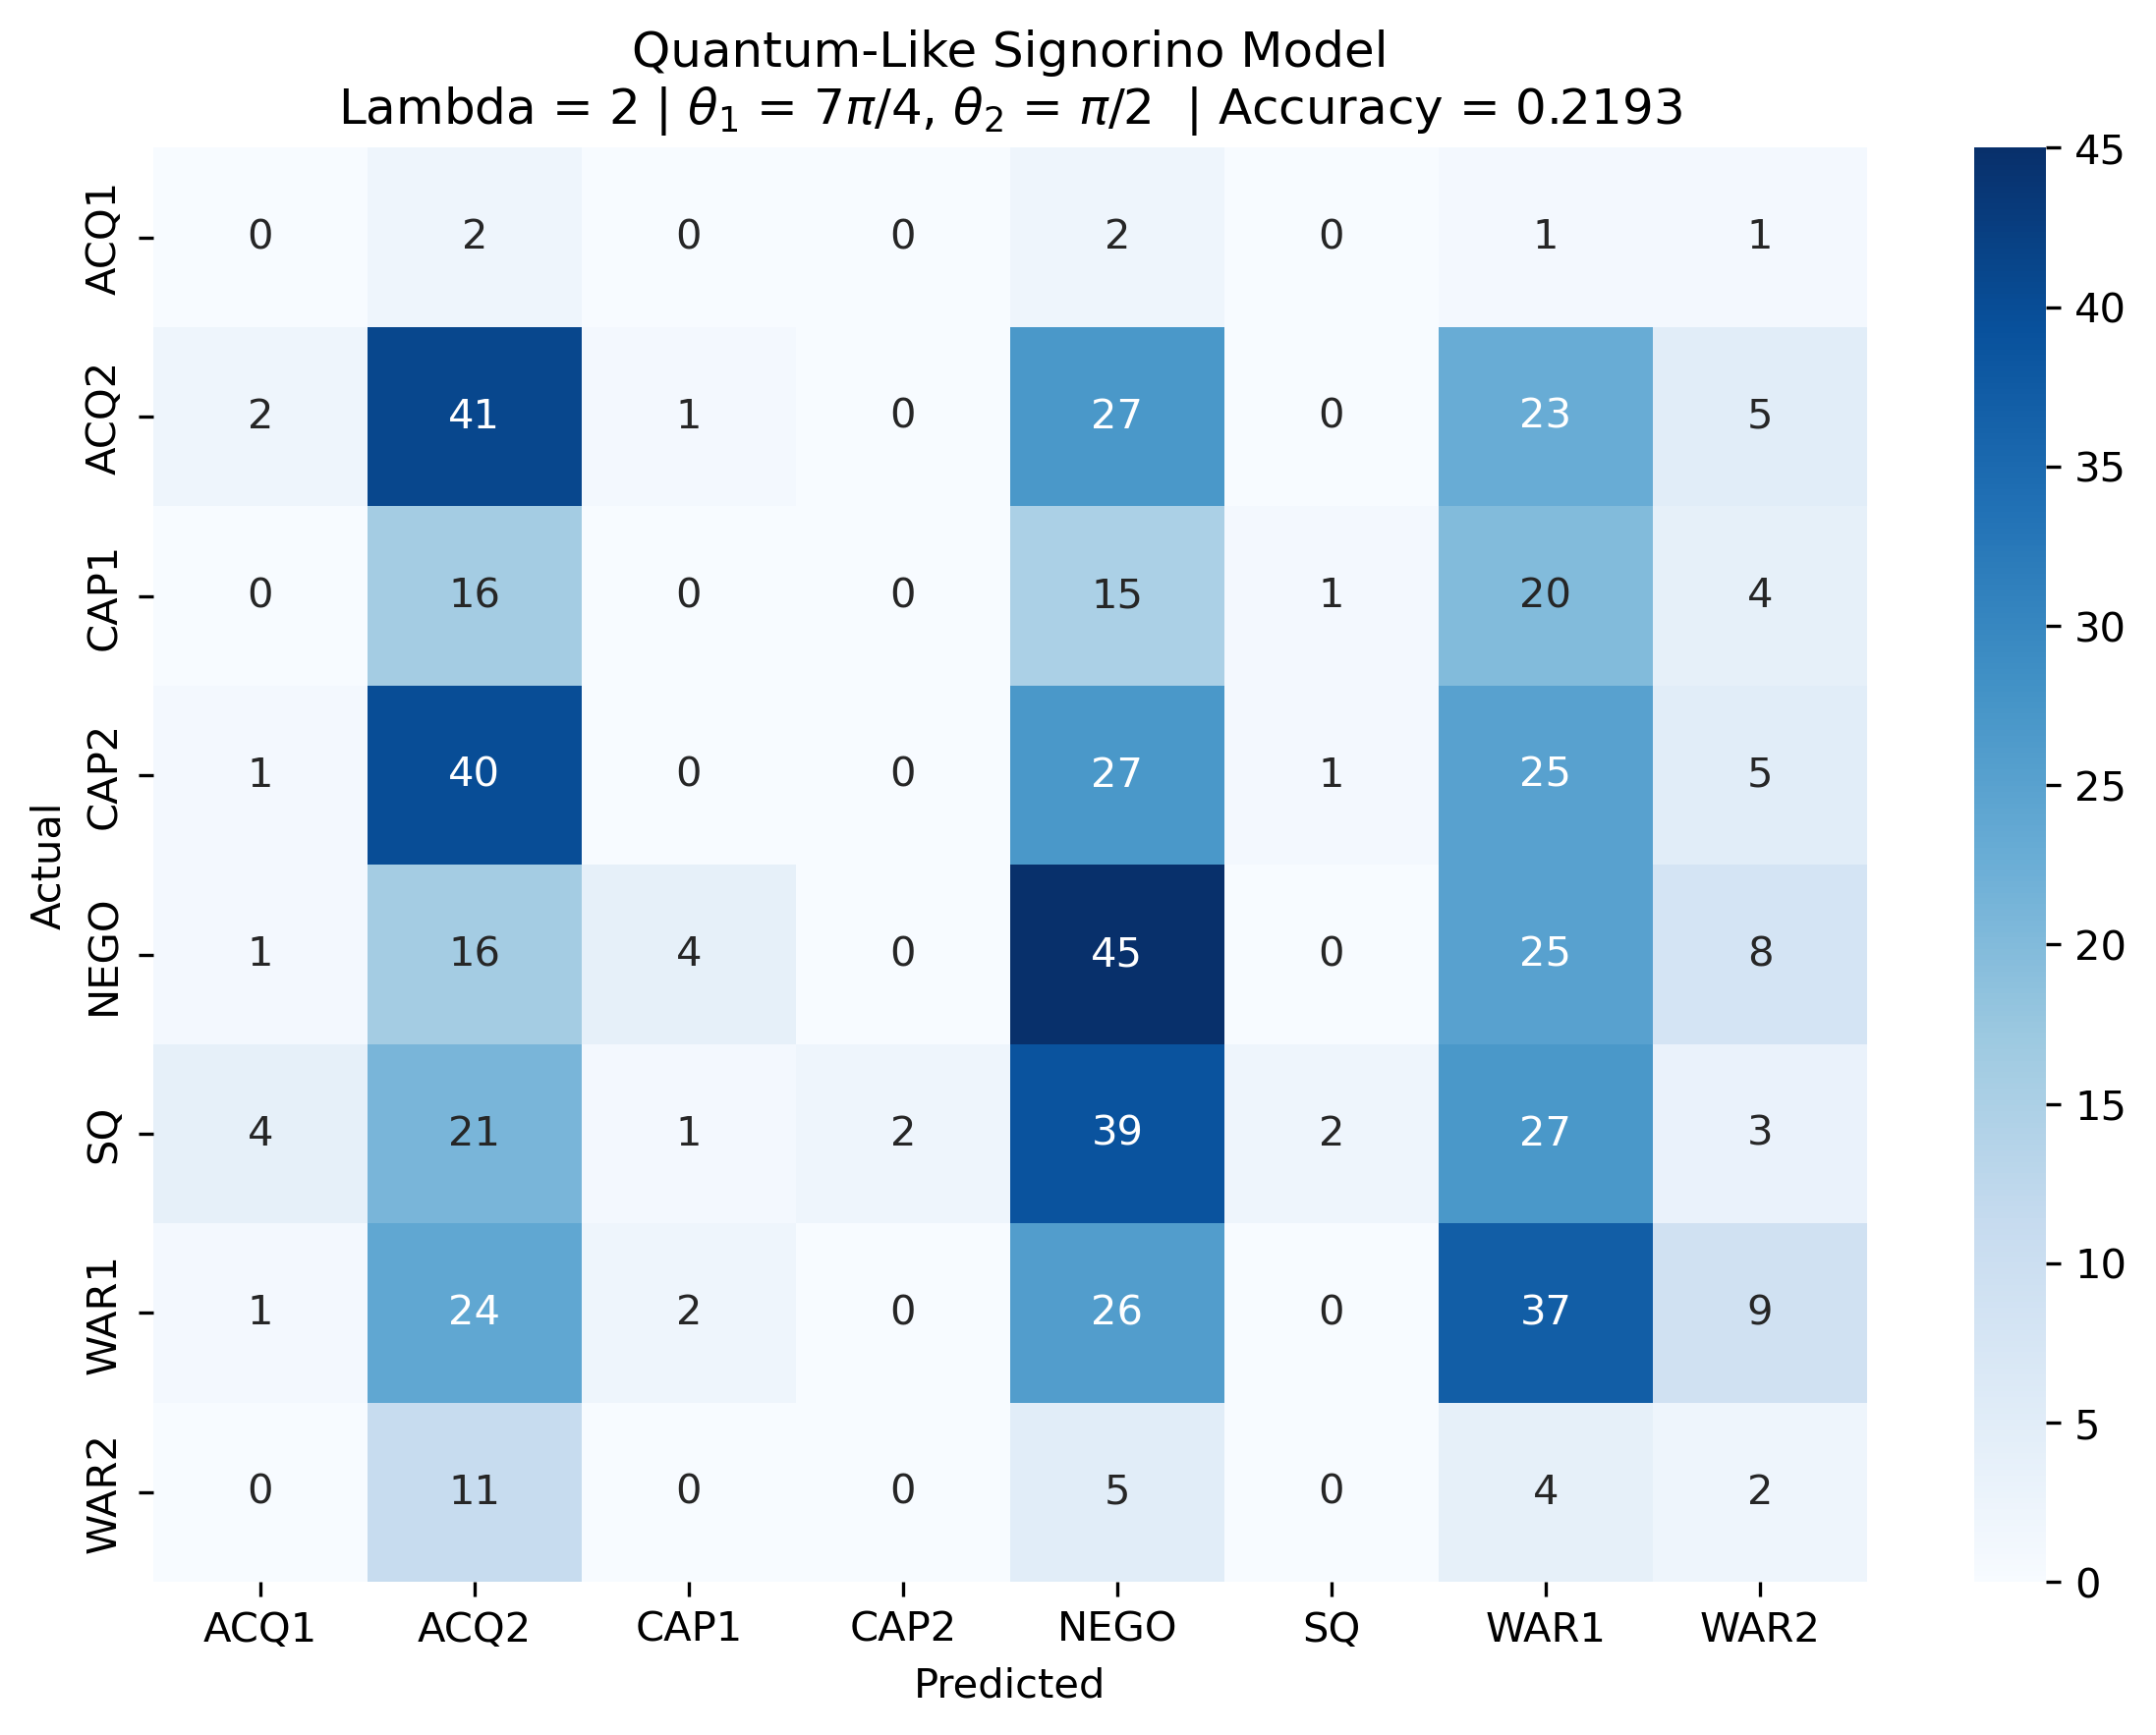 Quantum-Like Signorino Model
Lambda = 2 | θ₁ = 7π/4, θ₂ = π/2 | Accuracy = 0.2193
ACQ1 0 2 0 0 2 0 1 1
ACQ2 2 41 1 0 27 0 23 5
CAP1 0 16 0 0 15 1 20 4
CAP2 1 40 0 0 27 1 25 5
NEGO 1 16 4 0 45 0 25 8
SQ 4 21 1 2 39 2 27 3
WAR1 1 24 2 0 26 0 37 9
WAR2 0 11 0 0 5 0 4 2
ACQ1 ACQ2 CAP1 CAP2 NEGO SQ WAR1 WAR2
Predicted
Actual
45
40
35
30
25
20
15
10
5
0